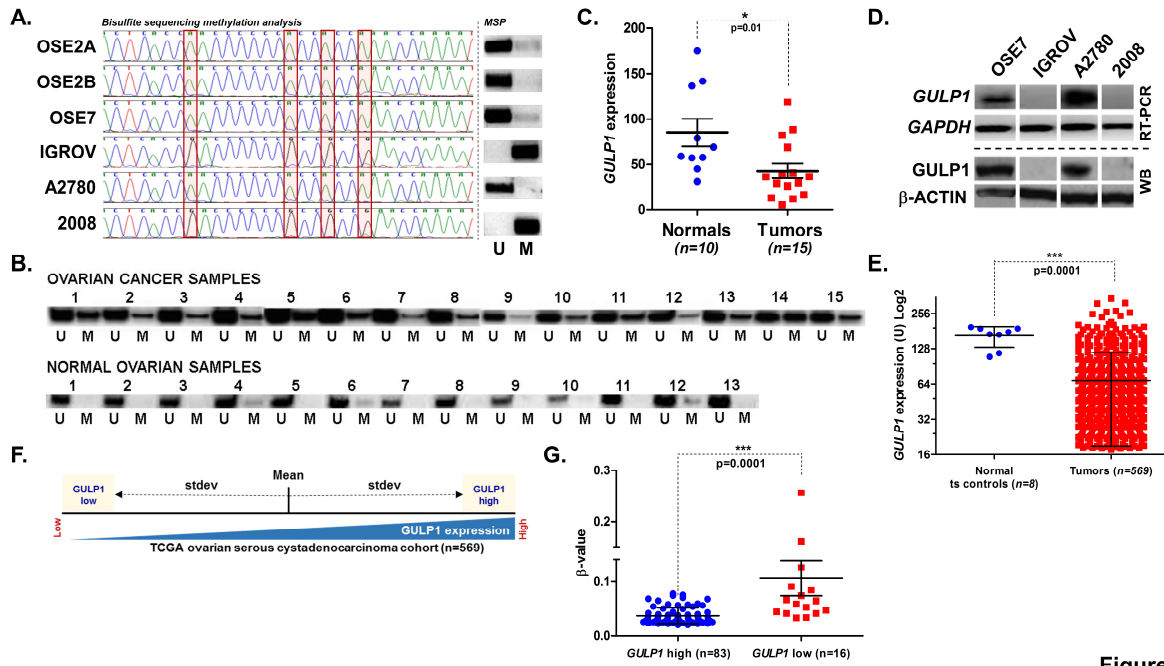 A.
Bisulfite sequencing methylation analysis
MSP
OSE2A
OSE2B
OSE7
IGROV
A2780
2008
U M
B.
OVARIAN CANCER SAMPLES
1 2 3 4 5 6 7 8 9 10 11 12 13 14 15
U M U M U M U M U M U M U M U M U M U M U M U M U M U M U M
NORMAL OVARIAN SAMPLES
1 2 3 4 5 6 7 8 9 10 11 12 13
U M U M U M U M U M U M U M U M U M U M U M U M U M
C.
*
p=0.01
GULP1 expression
200
150
100
50
0
Normals Tumors
(n=10) (n=15)
D.
OSE7 IGROV A2780 2008
GULP1
GAPDH
RT-PCR
GULP1
β-ACTIN
WB
E.
***
p=0.0001
GULP1 expression (U) Log2
256
128
64
32
16
Normal Tumors (n=569)
ts controls (n=8)
F.
Mean
GULP1 low
stdev stdev
GULP1 high
Low
High
GULP1 expression
TCGA ovarian serous cystadenocarcinoma cohort (n=569)
G.
***
p=0.0001
β-value
0.3
0.2
0.1
0.0
GULP1 high (n=83) GULP1 low (n=16)
Figure